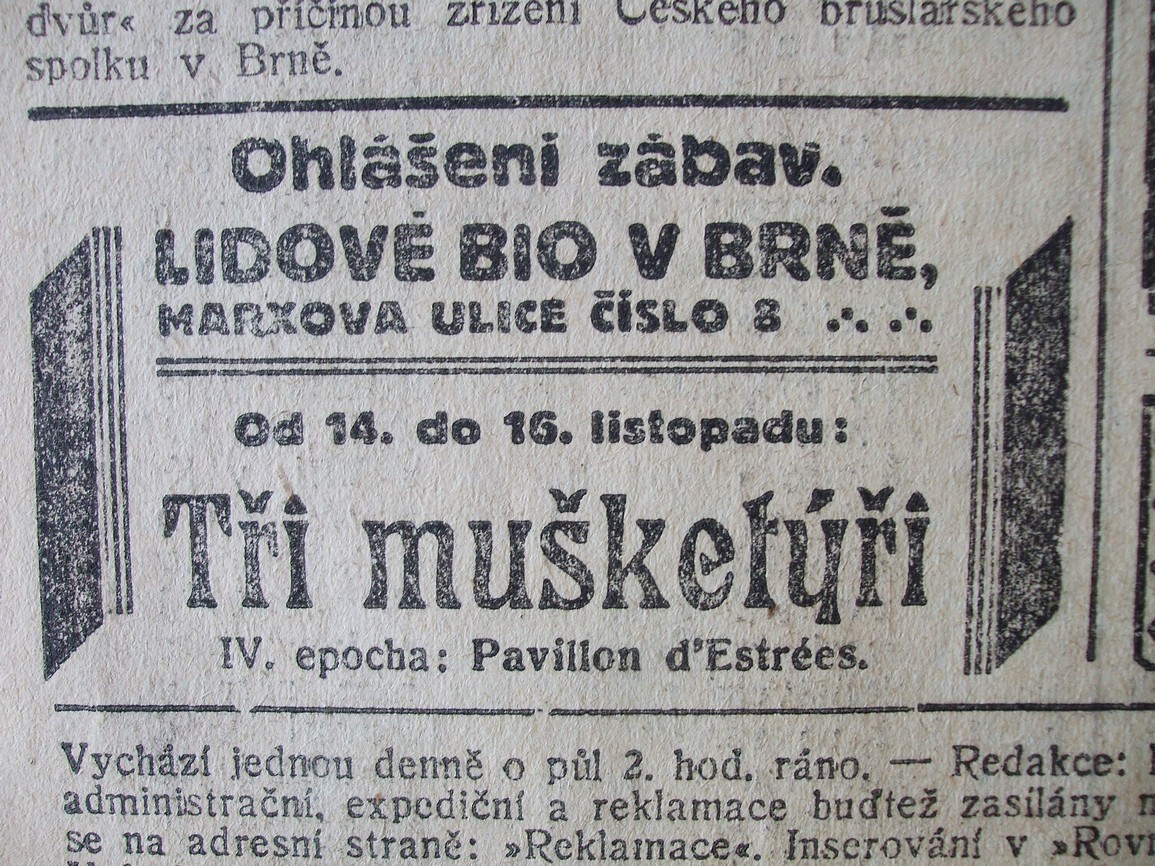 dvůr« za příčinou zřízení Českého bruslařského
spolku v Brně.
Ohlášení zábav.
LIDOVÉ BIO V BRNĚ,
MARXOVA ULICE ČÍSLO 8 ∴ ∴
Od 14. do 16. listopadu:
Tři mušketýři
IV. epocha: Pavillon d'Estrées.
Vychází jednou denně o půl 2. hod. ráno. — Redakce:
administrační, expediční a reklamace buďtež zasílány
se na adresní straně: »Reklamace«. Inserování v